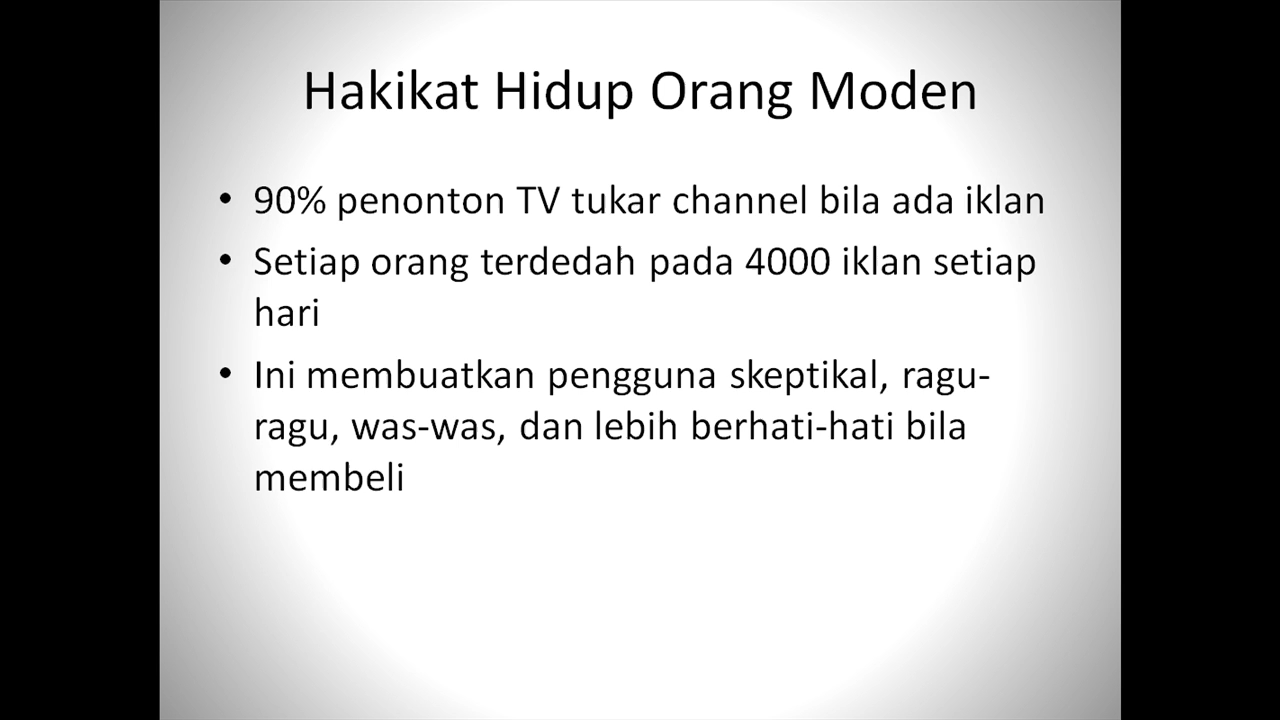 Hakikat Hidup Orang Moden
• 90% penonton TV tukar channel bila ada iklan
• Setiap orang terdedah pada 4000 iklan setiap
hari
• Ini membuatkan pengguna skeptikal, ragu-
ragu, was-was, dan lebih berhati-hati bila
membeli